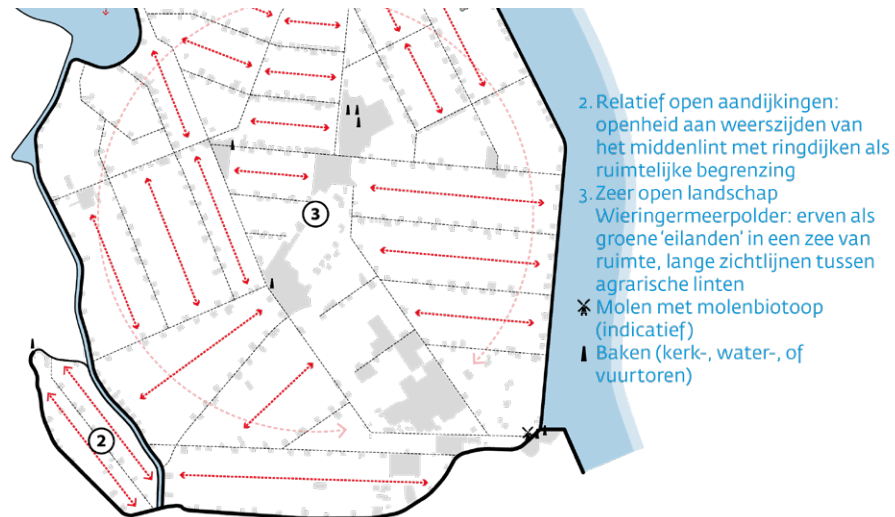 2. Relatief open aandijkingen:
openheid aan weerszijden van
het middenlint met ringdijken als
ruimtelijke begrenzing
3. Zeer open landschap
Wieringermeerpolder: erven als
groene ‘eilanden’ in een zee van
ruimte, lange zichtlijnen tussen
agrarische linten
Molen met molenbiotoop
(indicatief)
Baken (kerk-, water-, of
vuurtoren)
3
2